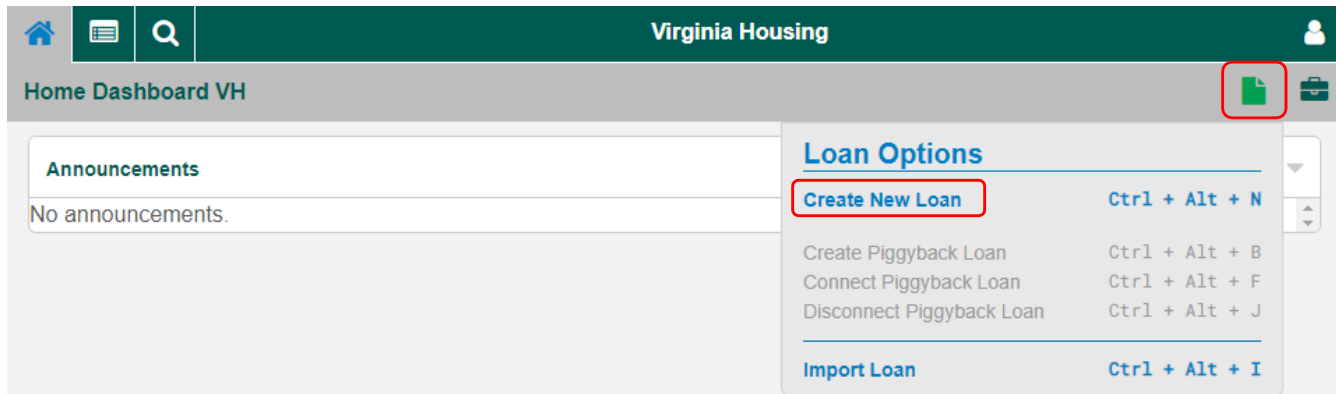 Virginia Housing
Home Dashboard VH
Announcements
No announcements.
Loan Options
Create New Loan Ctrl + Alt + N
Create Piggyback Loan Ctrl + Alt + B
Connect Piggyback Loan Ctrl + Alt + F
Disconnect Piggyback Loan Ctrl + Alt + J
Import Loan Ctrl + Alt + I